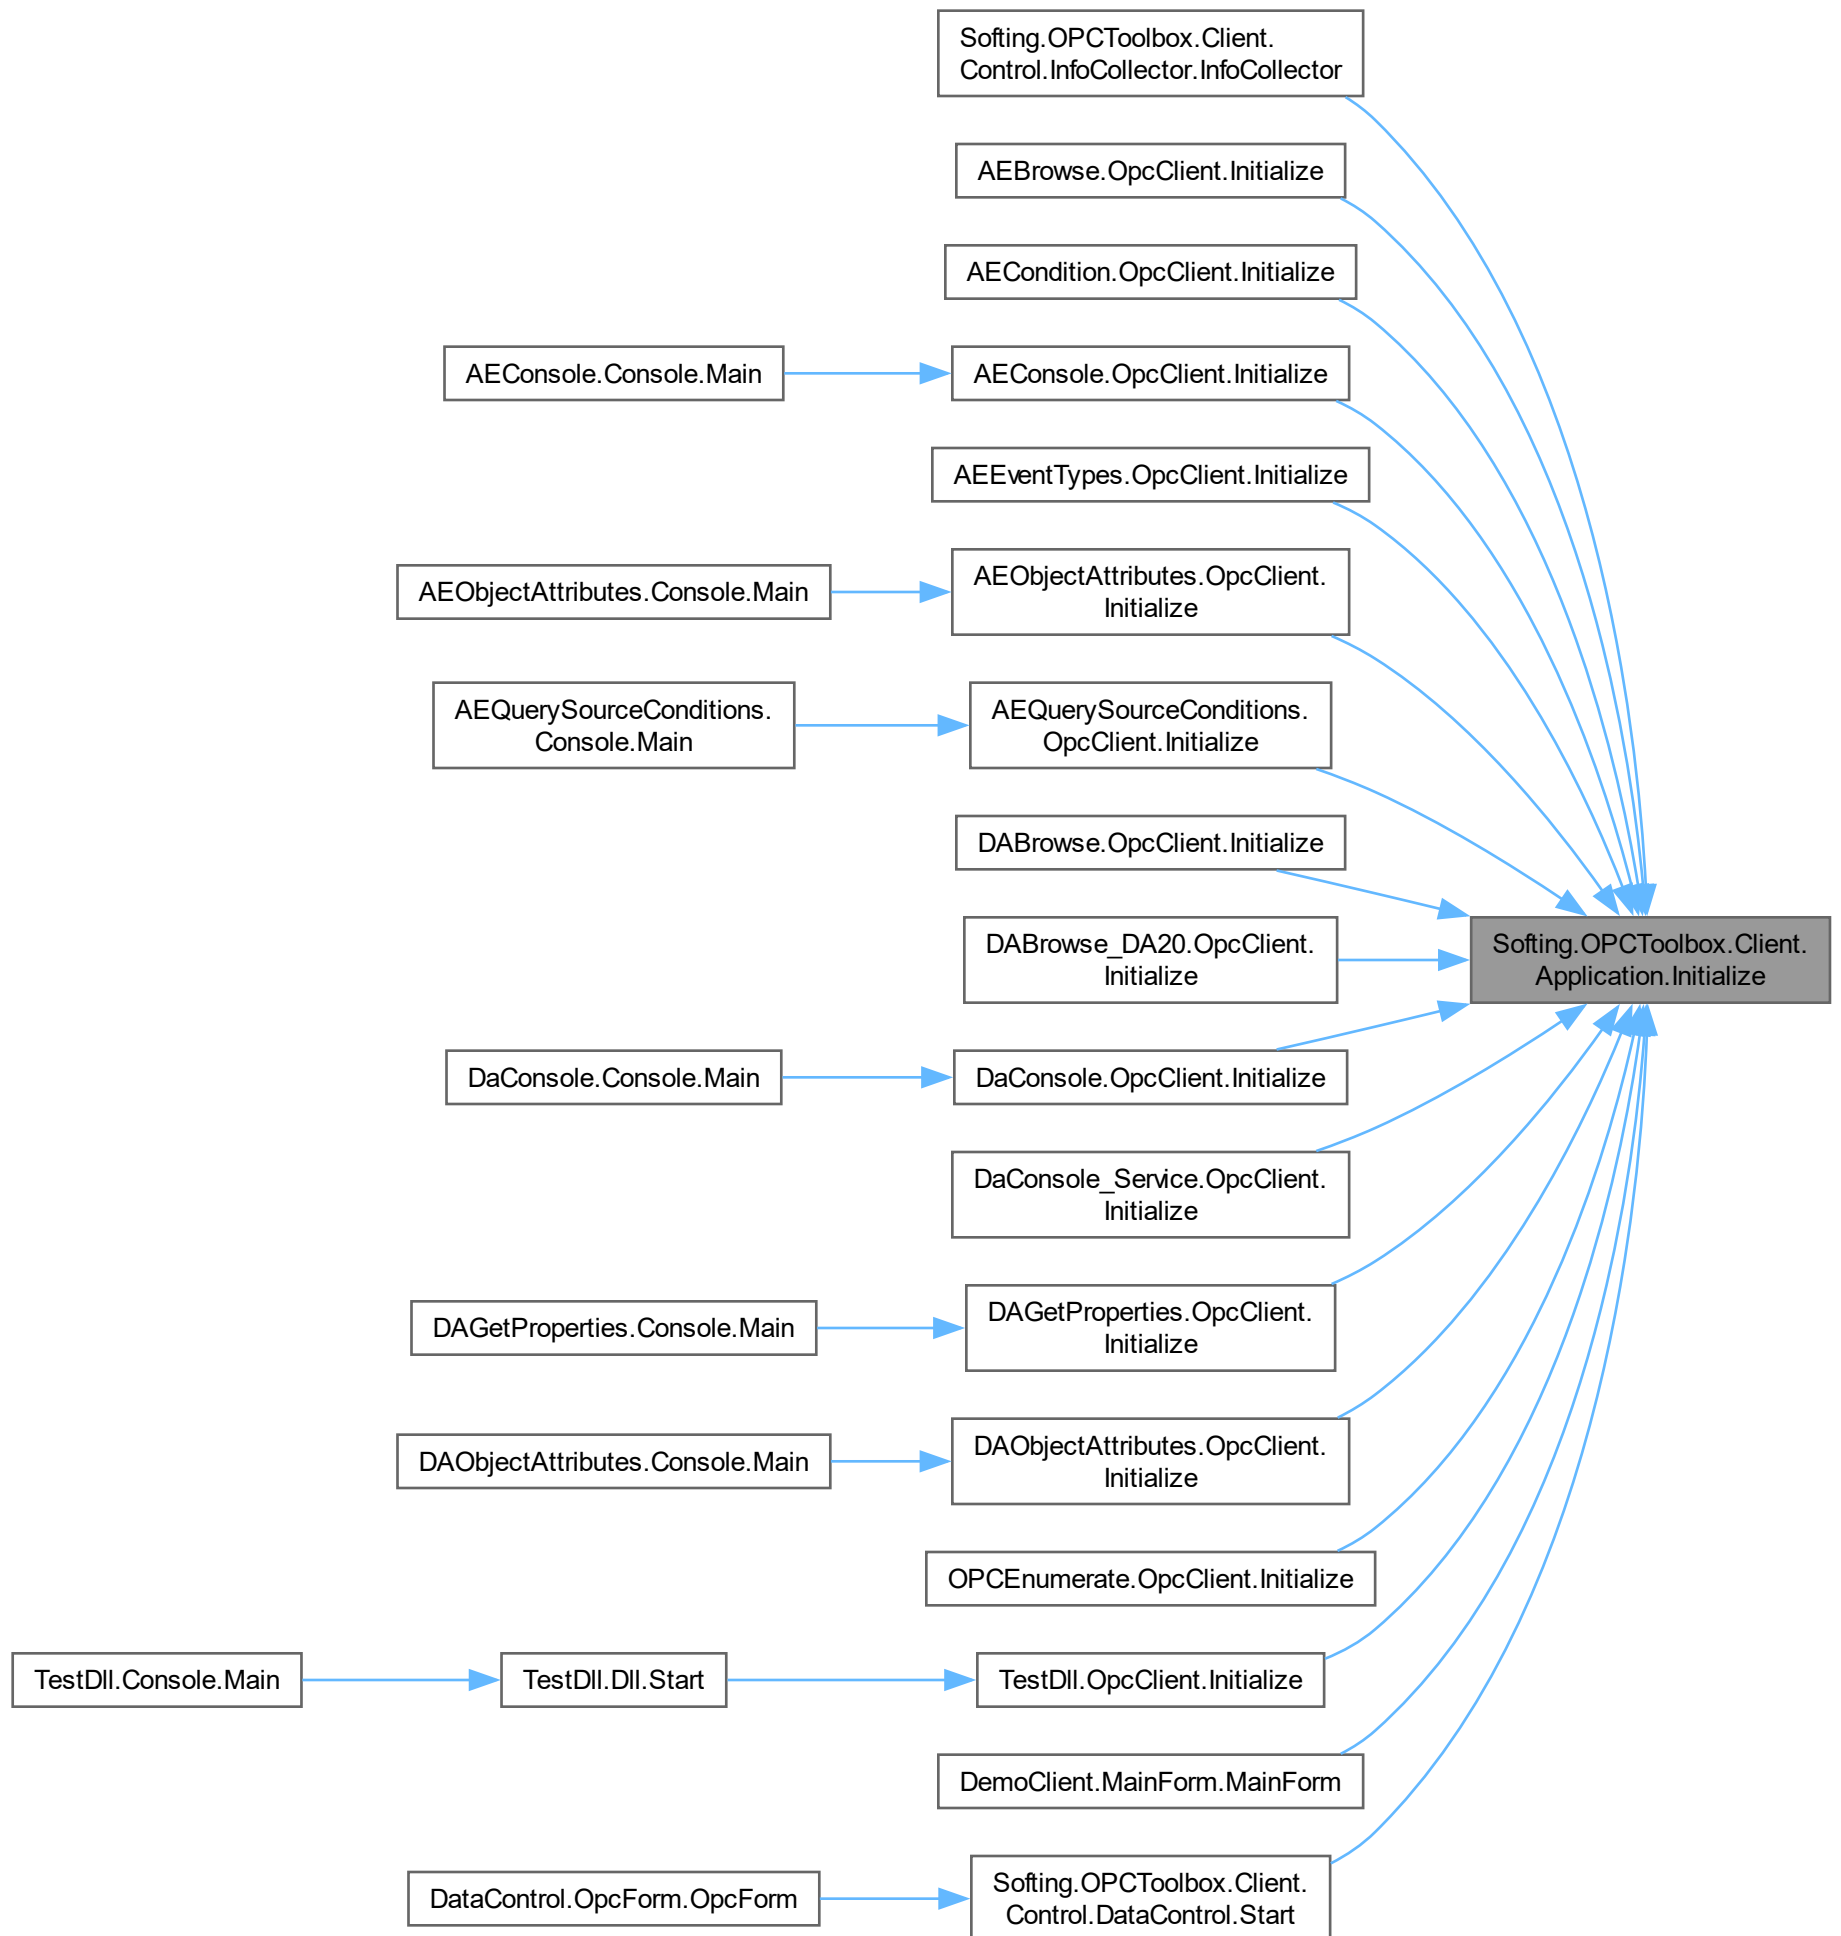 Softing.OPCToolbox.Client.
Control.InfoCollector.InfoCollector
AEBrowse.OpcClient.Initialize
AECondition.OpcClient.Initialize
AEConsole.Console.Main
AEConsole.OpcClient.Initialize
AEEventTypes.OpcClient.Initialize
AEObjectAttributes.Console.Main
AEObjectAttributes.OpcClient.
Initialize
AEQuerySourceConditions.
Console.Main
AEQuerySourceConditions.
OpcClient.Initialize
DABrowse.OpcClient.Initialize
DABrowse_DA20.OpcClient.
Initialize
Softing.OPCToolbox.Client.
Application.Initialize
DaConsole.Console.Main
DaConsole.OpcClient.Initialize
DaConsole_Service.OpcClient.
Initialize
DAGetProperties.Console.Main
DAGetProperties.OpcClient.
Initialize
DAObjectAttributes.Console.Main
DAObjectAttributes.OpcClient.
Initialize
OPCEnumerate.OpcClient.Initialize
TestDll.Console.Main
TestDll.Dll.Start
TestDll.OpcClient.Initialize
DemoClient.MainForm.MainForm
DataControl.OpcForm.OpcForm
Softing.OPCToolbox.Client.
Control.DataControl.Start